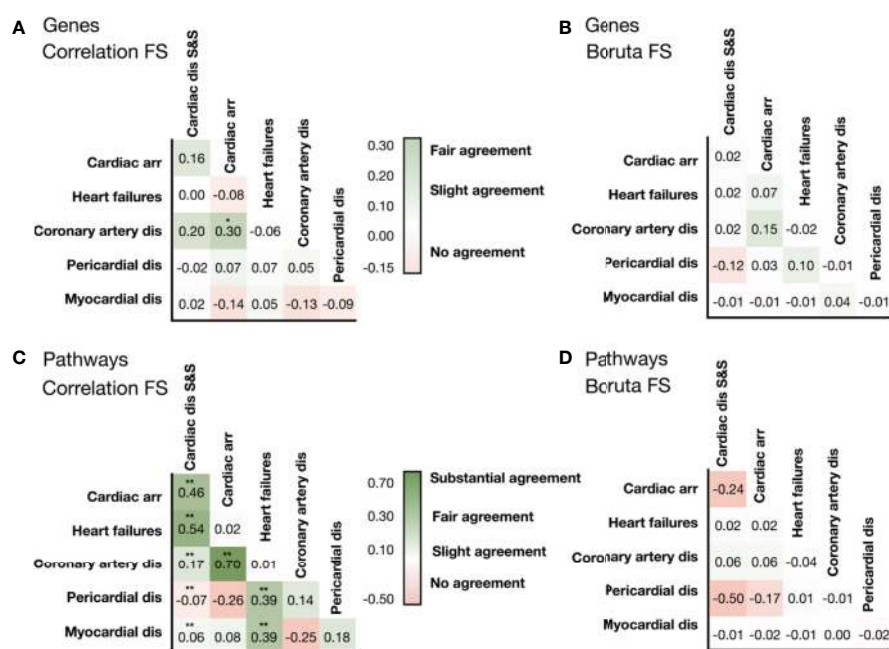 A
Genes
Correlation FS
Cardiac dis S&S
Cardiac arr
Heart failures
Coronary artery dis
Pericardial dis
Cardiac arr 0.16
Heart failures 0.00 -0.08
Coronary artery dis 0.20 * 0.30 -0.06
Pericardial dis -0.02 0.07 0.07 0.05
Myocardial dis 0.02 -0.14 0.05 -0.13 -0.09
0.30 Fair agreement
0.20
0.10 Slight agreement
0.00
-0.15 No agreement
B
Genes
Boruta FS
Cardiac dis S&S
Cardiac arr
Heart failures
Coronary artery dis
Pericardial dis
Cardiac arr 0.02
Heart failures 0.02 0.07
Coronary artery dis 0.02 0.15 -0.02
Pericardial dis -0.12 0.03 0.10 -0.01
Myocardial dis -0.01 -0.01 -0.01 0.04 -0.01
C
Pathways
Correlation FS
Cardiac dis S&S
Cardiac arr
Heart failures
Coronary artery dis
Pericardial dis
Cardiac arr ** 0.46
Heart failures ** 0.54 0.02
Coronary artery dis ** 0.17 ** 0.70 0.01
Pericardial dis ** -0.07 -0.26 ** 0.39 0.14
Myocardial dis ** 0.06 0.08 ** 0.39 -0.25 0.18
0.70 Substantial agreement
0.30 Fair agreement
0.10 Slight agreement
-0.50 No agreement
D
Pathways
Boruta FS
Cardiac dis S&S
Cardiac arr
Heart failures
Coronary artery dis
Pericardial dis
Cardiac arr -0.24
Heart failures 0.02 0.02
Coronary artery dis 0.06 0.06 -0.04
Pericardial dis -0.50 -0.17 0.01 -0.01
Myocardial dis -0.01 -0.02 -0.01 0.00 -0.02